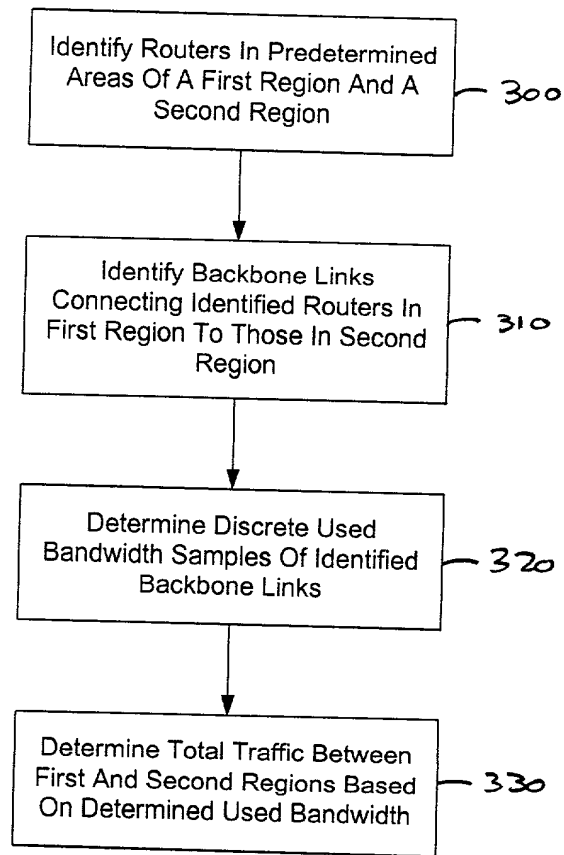 Identify Routers In Predetermined
Areas Of A First Region And A
Second Region
300
Identify Backbone Links
Connecting Identified Routers In
First Region To Those In Second
Region
310
Determine Discrete Used
Bandwidth Samples Of Identified
Backbone Links
320
Determine Total Traffic Between
First And Second Regions Based
On Determined Used Bandwidth
330